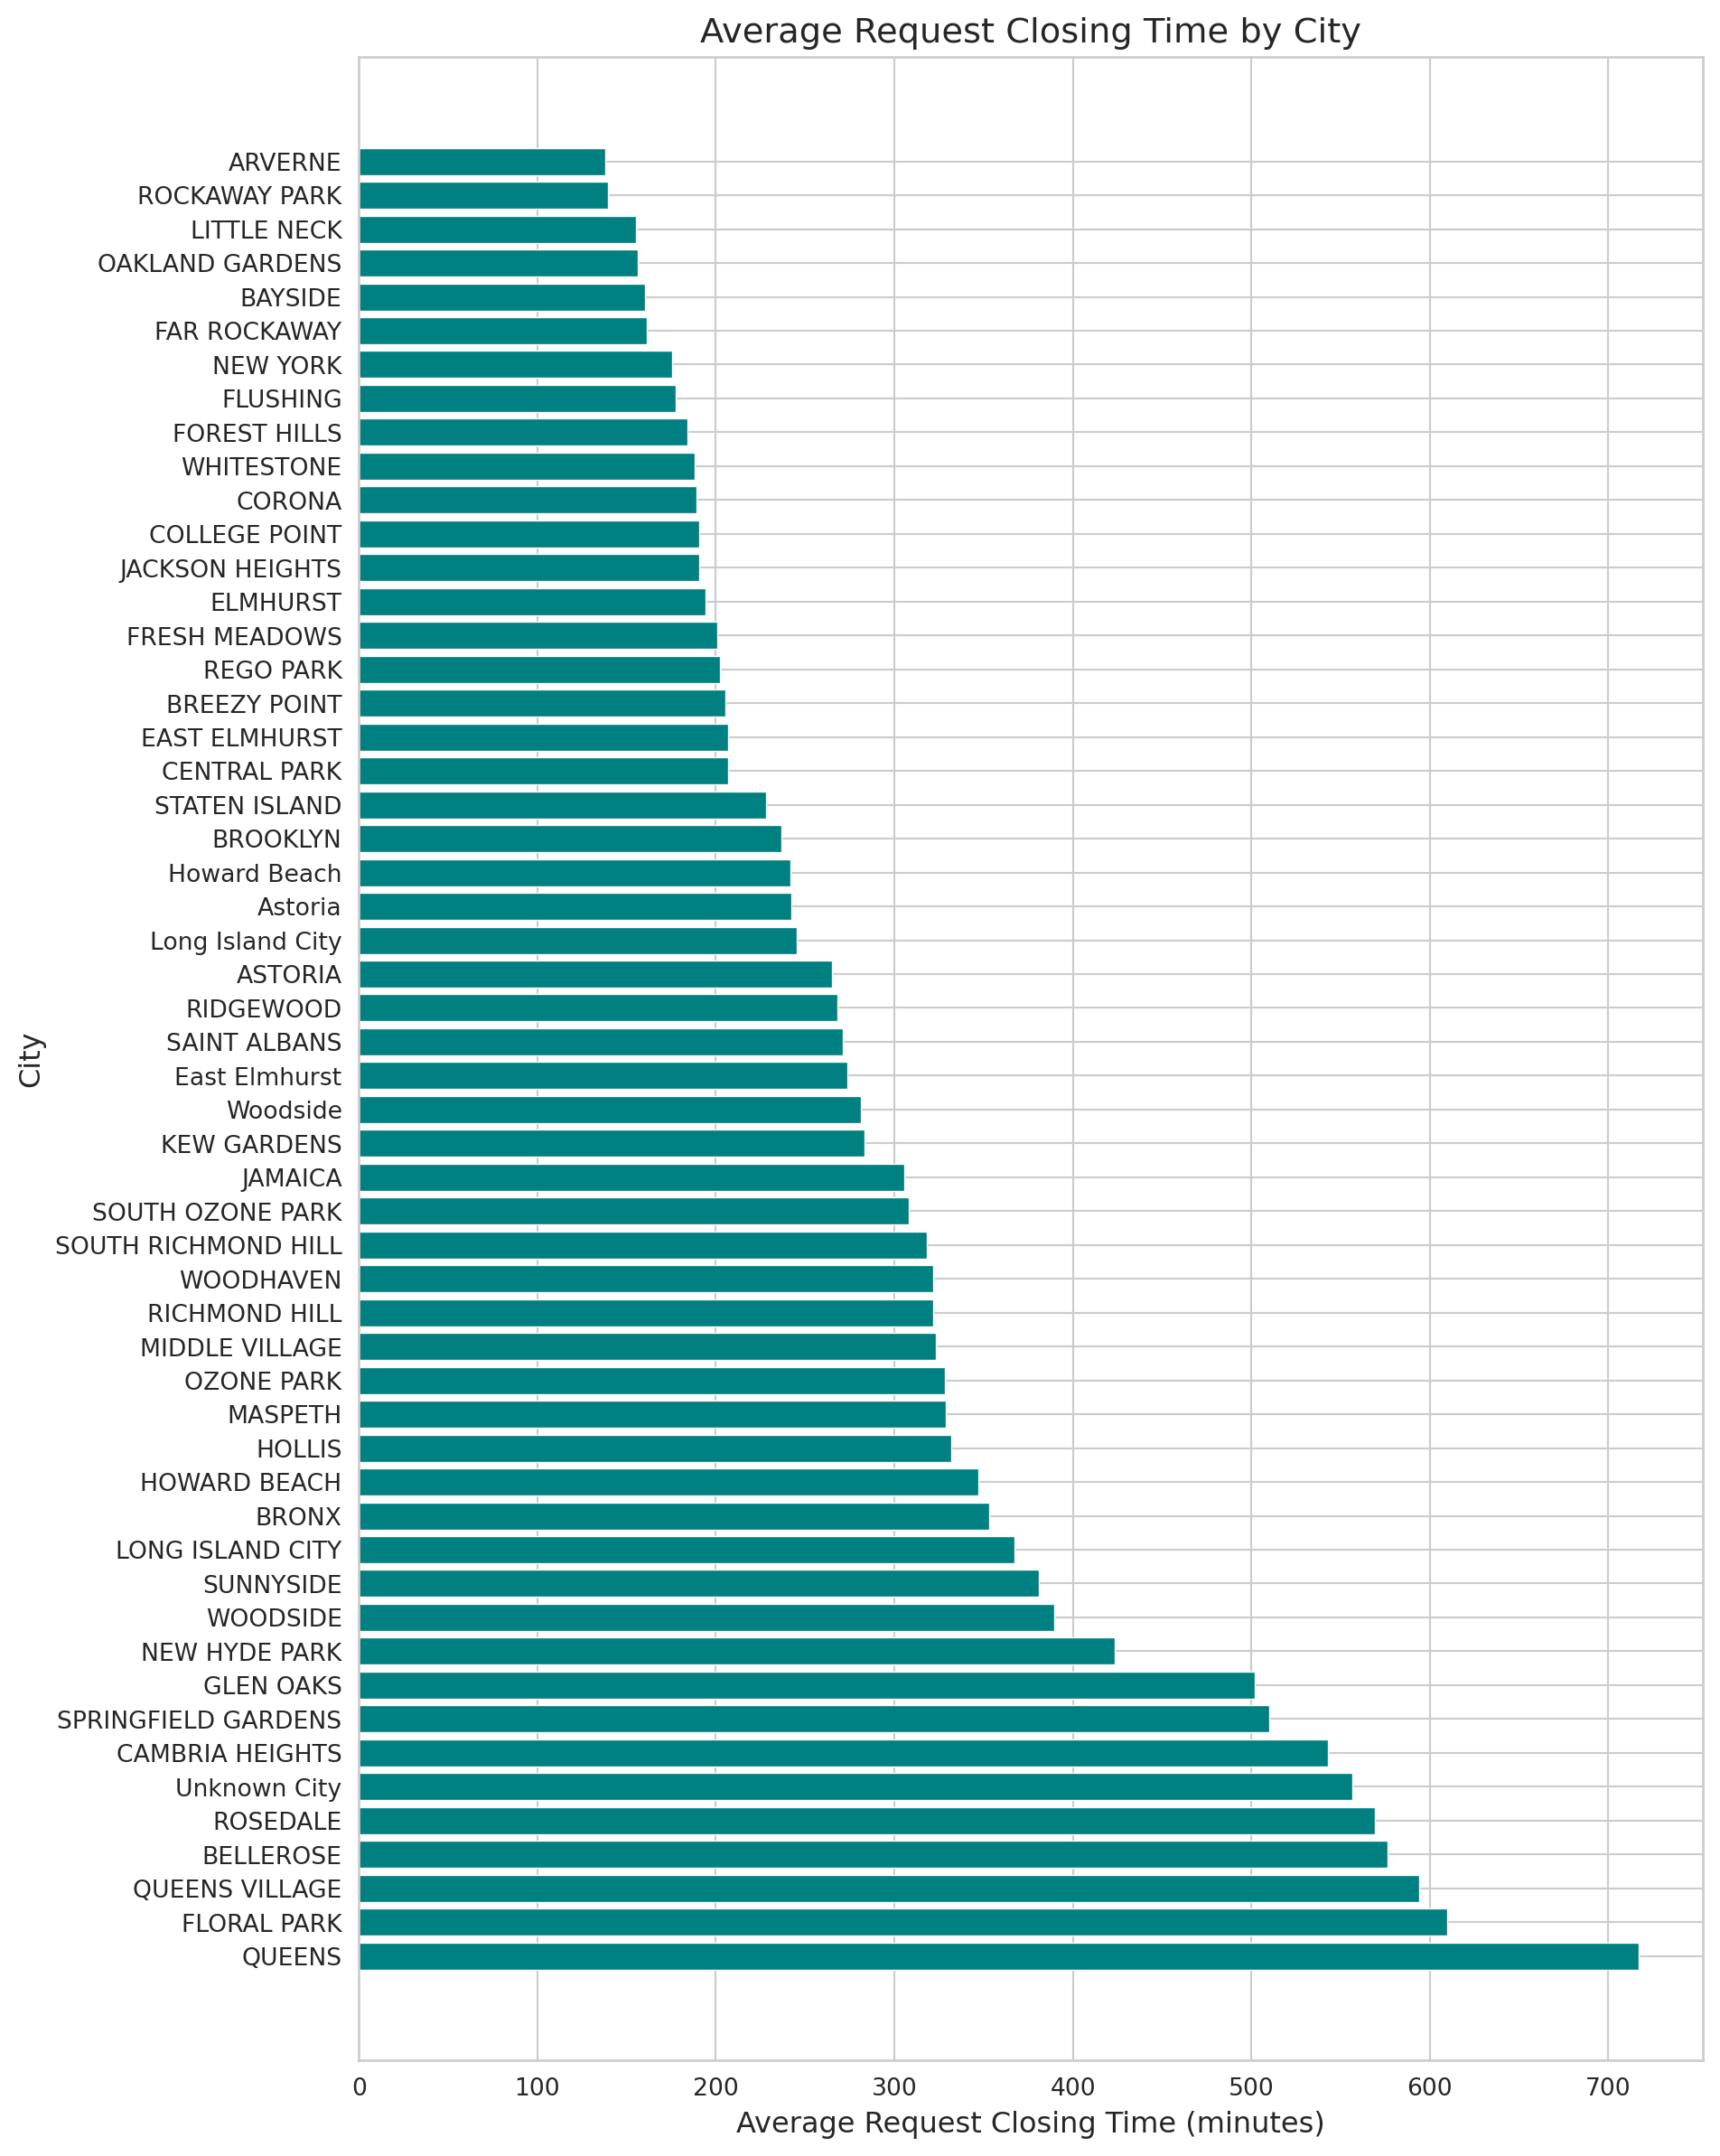 Average Request Closing Time by City
ARVERNE
ROCKAWAY PARK
LITTLE NECK
OAKLAND GARDENS
BAYSIDE
FAR ROCKAWAY
NEW YORK
FLUSHING
FOREST HILLS
WHITESTONE
CORONA
COLLEGE POINT
JACKSON HEIGHTS
ELMHURST
FRESH MEADOWS
REGO PARK
BREEZY POINT
EAST ELMHURST
CENTRAL PARK
STATEN ISLAND
BROOKLYN
Howard Beach
Astoria
Long Island City
ASTORIA
RIDGEWOOD
SAINT ALBANS
East Elmhurst
Woodside
KEW GARDENS
JAMAICA
SOUTH OZONE PARK
SOUTH RICHMOND HILL
WOODHAVEN
RICHMOND HILL
MIDDLE VILLAGE
OZONE PARK
MASPETH
HOLLIS
HOWARD BEACH
BRONX
LONG ISLAND CITY
SUNNYSIDE
WOODSIDE
NEW HYDE PARK
GLEN OAKS
SPRINGFIELD GARDENS
CAMBRIA HEIGHTS
Unknown City
ROSEDALE
BELLEROSE
QUEENS VILLAGE
FLORAL PARK
QUEENS
City
0 100 200 300 400 500 600 700
Average Request Closing Time (minutes)